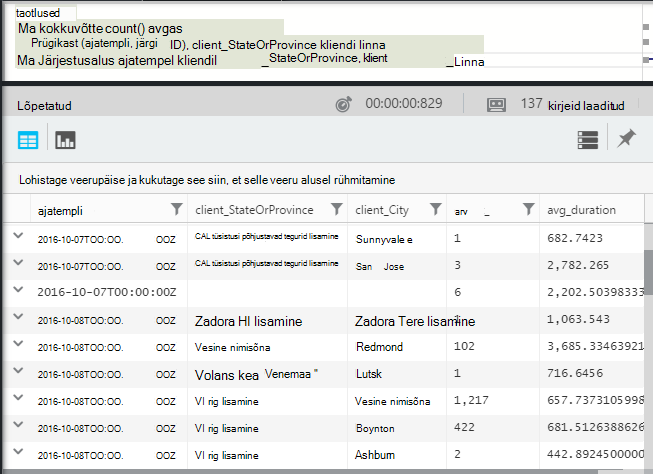 taotlused
Ma kokkuvõtte count() avgas
Prügikast (ajatempli, järgi ID), client_StateOrProvince kliendi linna
Ma Järjestusalus ajatempel kliendil _StateOrProvince, klient _Linna
Lõpetatud 00:00:00:829 137 kirjeid laaditud
Lohistage veerupäise ja kukutage see siin, et selle veeru alusel rühmitamine
ajatempli client_StateOrProvince client_City arv _ avg_duration
2016-10-07TOO:OO. OOZ CAL tüsistusi põhjustavad tegurid lisamine Sunnyvale e 1 682.7423
2016-10-07TOO:OO. OOZ CAL tüsistusi põhjustavad tegurid lisamine San Jose 3 2,782.265
2016-10-07T00:00:00Z 6 2,202.50398333
2016-10-08TOO:OO. OOZ Zadora HI lisamine Zadora Tere lisamine 1 1,063.543
2016-10-08TOO:OO. OOZ Vesine nimisõna Redmond 102 3,685.33463921
2016-10-08TOO:OO. OOZ Volans kea Venemaa " Lutsk 1 716.6456
2016-10-08TOO:OO. OOZ VI rig lisamine Vesine nimisõna 1,217 657.7373105998
2016-10-08TOO:OO. OOZ VI rig lisamine Boynton 422 681.5126388626
2016-10-08TOO:OO. OOZ VI rig lisamine Ashbum 2 442.8924500000